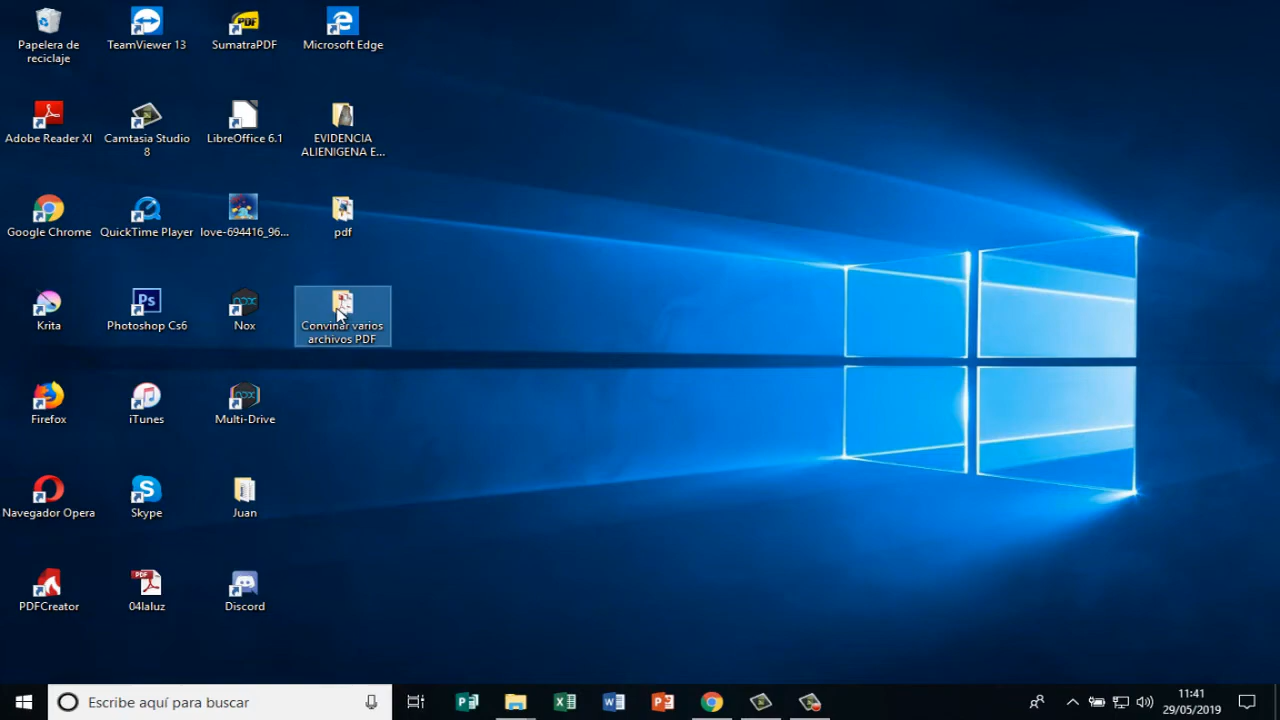 Papelera de
reciclaje
TeamViewer 13
SumatraPDF
Microsoft Edge
Adobe Reader XI
Camtasia Studio
8
LibreOffice 6.1
EVIDENCIA
ALIENIGENA E...
Google Chrome
QuickTime Player
love-694416_96...
pdf
Krita
Photoshop Cs6
Nox
Convinar varios
archivos PDF
Firefox
iTunes
Multi-Drive
Navegador Opera
Skype
Juan
PDFCreator
04laluz
Discord
Escribe aquí para buscar
11:41
29/05/2019